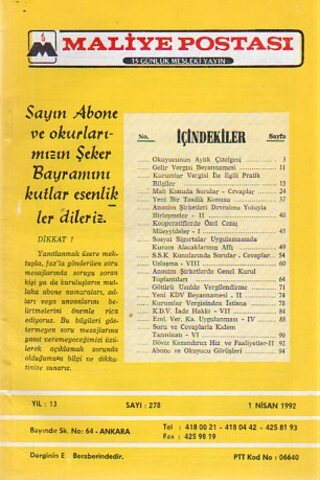 MALİYE POSTASI
15 GÜNLÜK MESLEKİ YAYIN
Sayın Abone
ve okurları-
mızın Şeker
Bayramını
kutlar esenlik
ler dileriz.
DİKKAT !
Yanıtlanmak üzere mek-
tupla, fax'la gönderilen soru
mesajlarında soruyu soran
kişi ya da kuruluşların mut-
laka abone numaraları, ad-
ları veya unvanlarını be-
lirtmelerini önemle rica
ediyoruz. Bu bilgileri gös-
termeyen soru mesajlarına
yanıt veremeyeceğimizi üzü-
lerek açıklamak zorunda
olduğumuzu bilgi ve dikka-
tinize sunarız.
No. İÇİNDEKİLER Sayfa
Okuyucunun Aylık Çizelgesi 3
Gelir Vergisi Beyannamesi 11
Kurumlar Vergisi İle İlgili Pratik
Bilgiler 15
Mali Konuda Sorular - Cevaplar 24
Yeni Bir Tasdik Konusu 37
Anonim Şirketleri Devralma Yoluyla
Birleşmeler - II 40
Kooperatiflerde Özel Cezaj
Müeyyideler - I 45
Sosyal Sigortalar Uygulamasında
Kurum Alacaklarının Affı 49
S.S.K Konularında Sorular - Cevaplar 54
Uzlaşma - VIII 60
Anonim Şirketlerde Genel Kurul
Toplantıları 64
Götürü Usulde Vergilendirme 71
Yeni KDV Beyannamesi - II 74
Kurumlar Vergisinden İstisna 78
K.D.V. İade Hakkı - VII 84
Eml. Ver. Ka. Uygulanması - IV 88
Soru ve Cevaplarla Kıdem
Tazminatı - VI 90
Döviz Kazandırıcı Hiz. ve Faaliyetler-II 92
Abone ve Okuyucu Görüşleri 94
YIL : 13 SAYI : 278 1 NİSAN 1992
Bayındır Sk. No: 64 - ANKARA
Tel : 418 00 21 - 418 04 42 - 425 81 93
Fax : 425 98 19
Derginin E Beraberindedir.
PTT Kod No : 06640